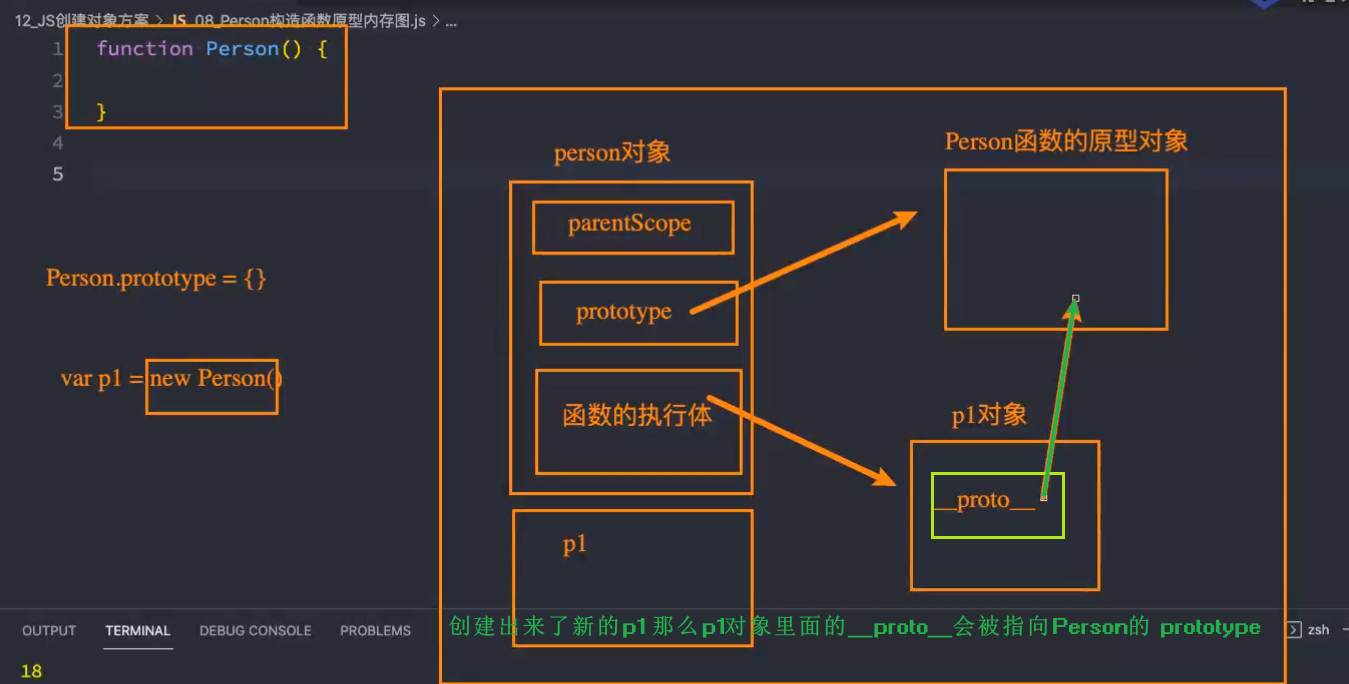 12_JS创建对象方案 > JS 08_Person构造函数原型内存图.js > ...
1 function Person() {
2
3 }
4
5
Person.prototype = {}
var p1 = new Person()
person对象
parentScope
prototype
函数的执行体
p1
Person函数的原型对象
p1对象
__proto__
创建出来了新的p1 那么p1对象里面的__proto__会被指向Person的 prototype
OUTPUT TERMINAL DEBUG CONSOLE PROBLEMS
zsh
18